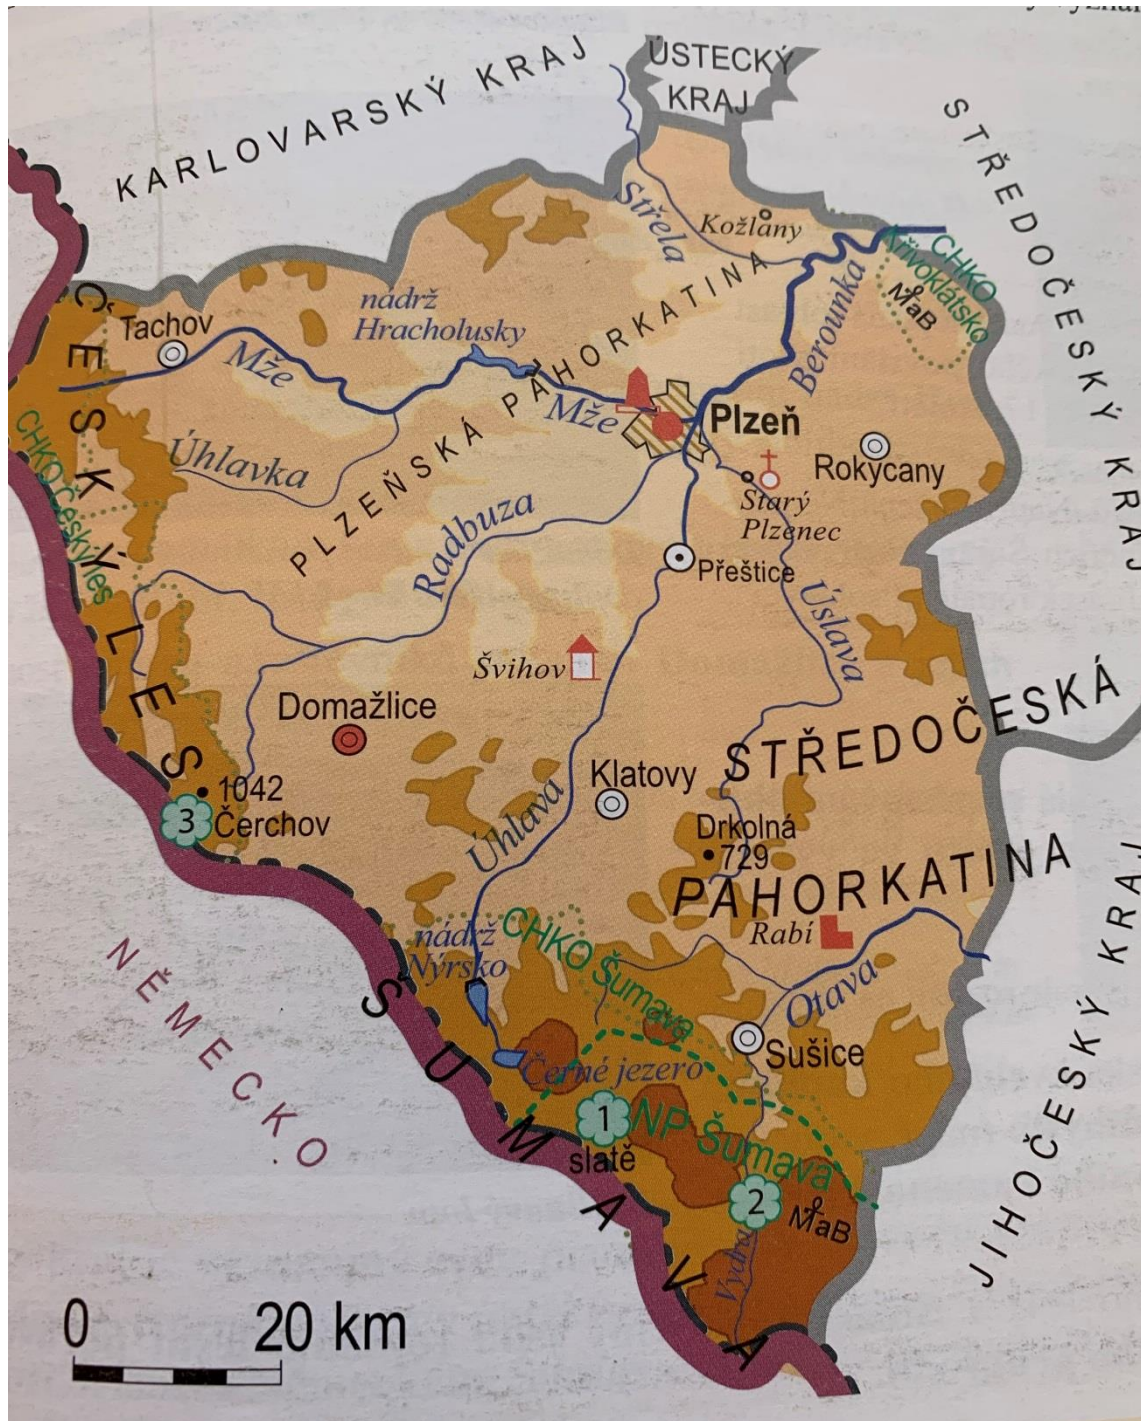 ÚSTECKÝ
KRAJ
KARLOVARSKÝ KRAJ
STŘEDOČESKÝ KRAJ
Střela
Kožlany
CHKO
Křivoklátsko
MaB
nádrž
Hracholusky
Tachov
Mže
Berounka
PLZEŇSKÁ PAHORKATINA
Mže
Plzeň
ČESKÝ LES
CHKO Český les
Úhlavka
Rokycany
Starý
Plzenec
Radbuza
Přeštice
Úslava
Švihov
Domažlice
STŘEDOČESKÁ
Klatovy
1042
Čerchov
3
Úhlava
Drkolná
729
PAHORKATINA
Rabí
nádrž
Nýrsko
CHKO Šumava
Otava
NĚMECKO
ŠUMAVA
Sušice
Černé jezero
1
slatě
NP Šumava
2
MaB
Vydra
JIHOČESKÝ KRAJ
0 20 km